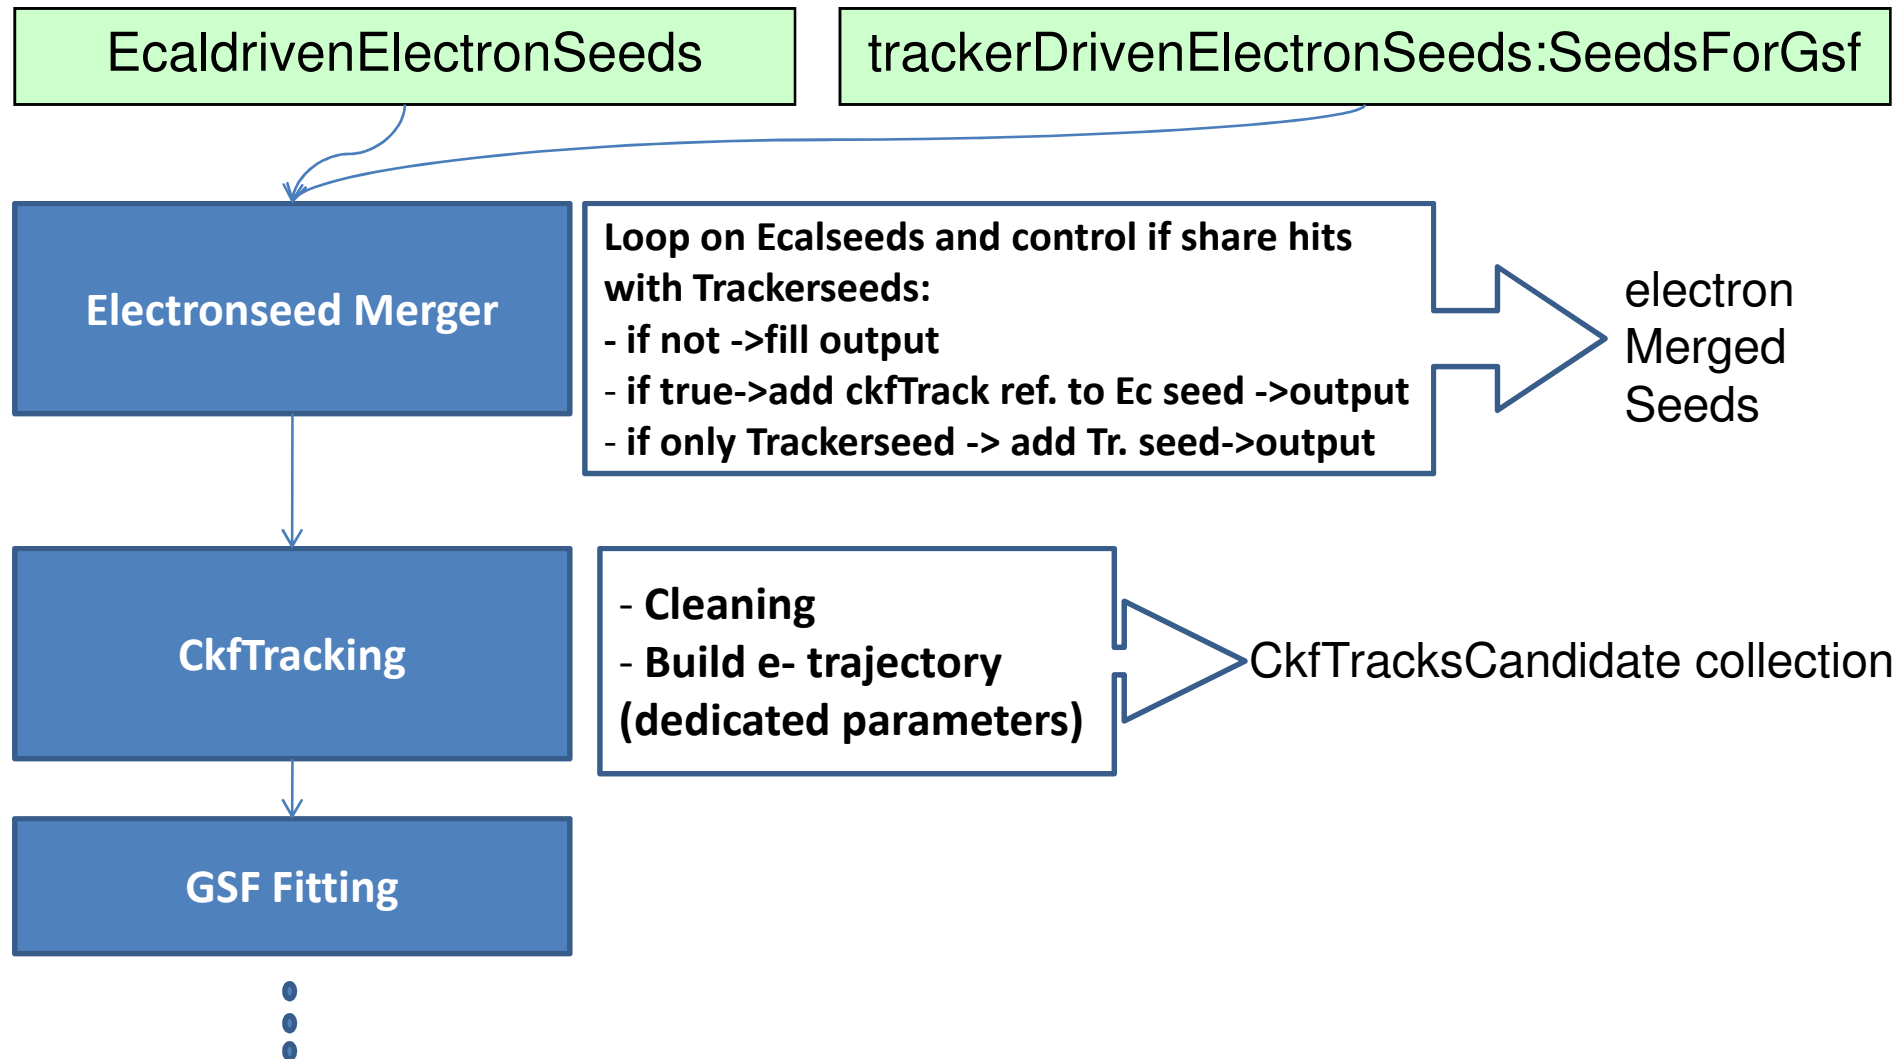 EcaldrivenElectronSeeds
trackerDrivenElectronSeeds:SeedsForGsf
Electronseed Merger
Loop on Ecalseeds and control if share hits
with Trackerseeds:
- if not ->fill output
- if true->add ckfTrack ref. to Ec seed ->output
- if only Trackerseed -> add Tr. seed->output
electron
Merged
Seeds
CkfTracking
- Cleaning
- Build e- trajectory
(dedicated parameters)
CkfTracksCandidate collection
GSF Fitting